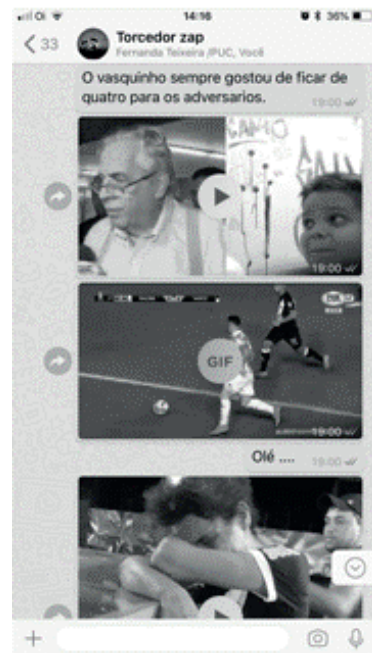 Oi
14:16
36%
33
Torcedor zap
Fernanda Teixeira /PUC, Você
O vasquinho sempre gostou de ficar de
quatro para os adversarios.
19:00
19:00
GIF
19:00
Olé ....
19:00